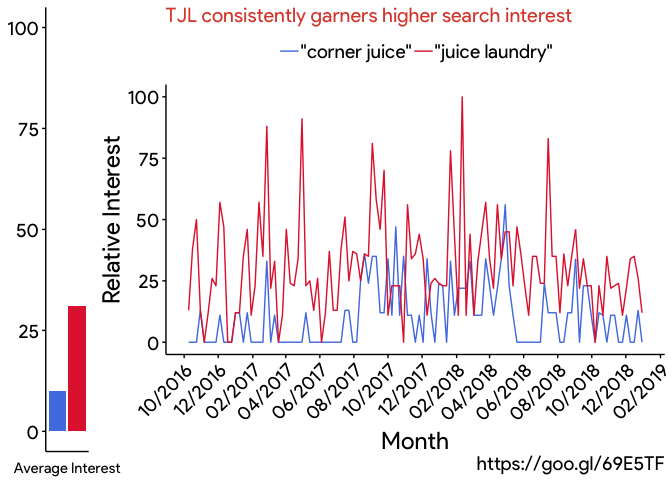 TJL consistently garners higher search interest
"corner juice" "juice laundry"
100
75
50
25
0
Average Interest
Relative Interest
100
75
50
25
0
10/2016 12/2016 02/2017 04/2017 06/2017 08/2017 10/2017 12/2017 02/2018 04/2018 06/2018 08/2018 10/2018 12/2018 02/2019
Month
https://goo.gl/69E5TF